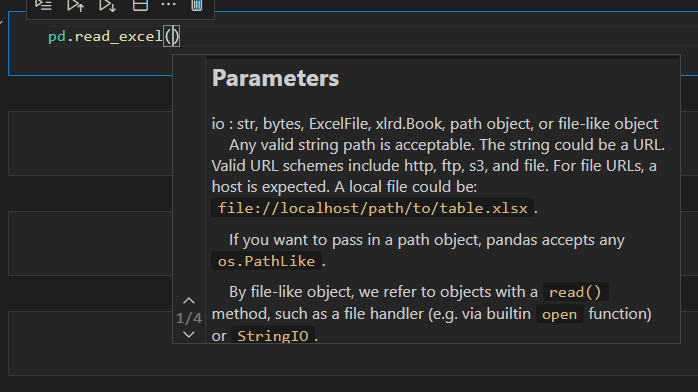 pd.read_excel()
Parameters
io : str, bytes, ExcelFile, xlrd.Book, path object, or file-like object
Any valid string path is acceptable. The string could be a URL.
Valid URL schemes include http, ftp, s3, and file. For file URLs, a
host is expected. A local file could be:
file://localhost/path/to/table.xlsx.
If you want to pass in a path object, pandas accepts any
os.PathLike.
By file-like object, we refer to objects with a read()
method, such as a file handler (e.g. via builtin open function)
or StringIO.
1/4